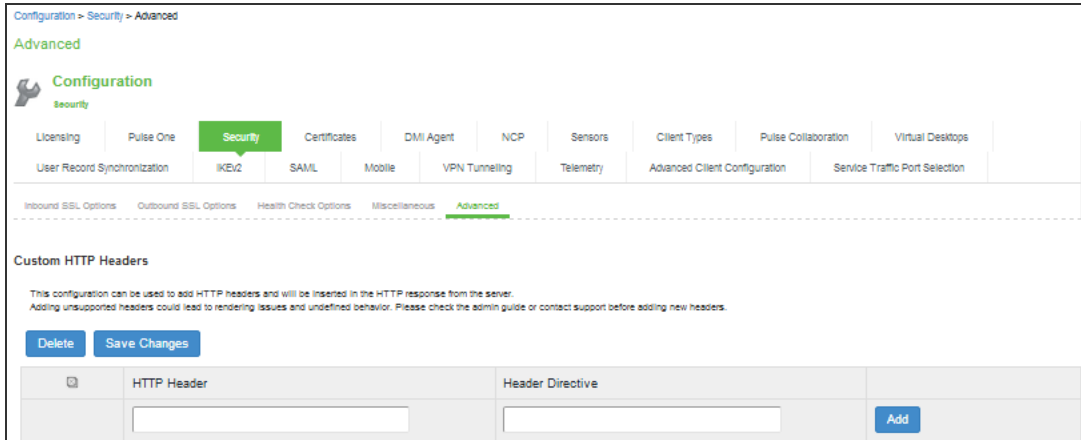 Configuration > Security > Advanced
Advanced
Configuration
Security
Licensing Pulse One Security Certificates DMI Agent NCP Sensors Client Types Pulse Collaboration Virtual Desktops
User Record Synchronization IKEv2 SAML Mobile VPN Tunneling Telemetry Advanced Client Configuration Service Traffic Port Selection
Inbound SSL Options Outbound SSL Options Health Check Options Miscellaneous Advanced
Custom HTTP Headers
This configuration can be used to add HTTP headers and will be inserted in the HTTP response from the server.
Adding unsupported headers could lead to rendering issues and undefined behavior. Please check the admin guide or contact support before adding new headers.
Delete Save Changes
HTTP Header Header Directive
Add